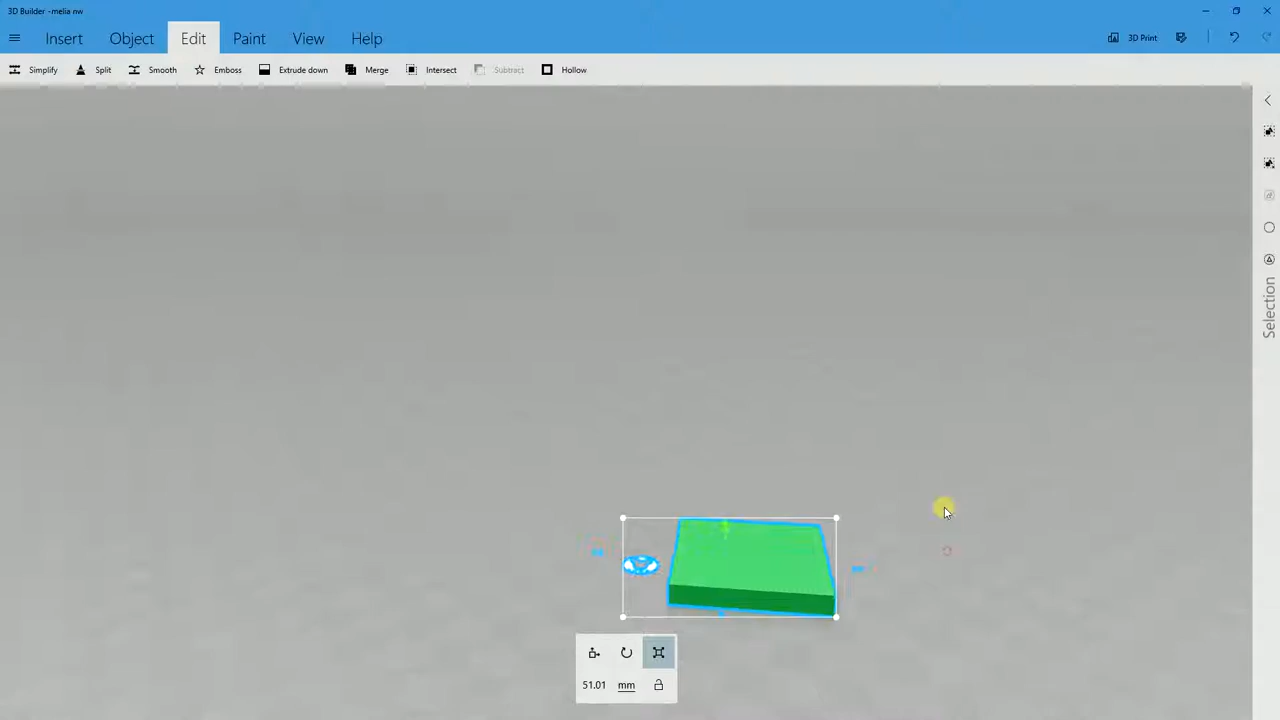 3D Builder -melia nw
Insert Object Edit Paint View Help
3D Print
Simplify Split Smooth Emboss Extrude down Merge Intersect Subtract Hollow
Selection
51.01 mm